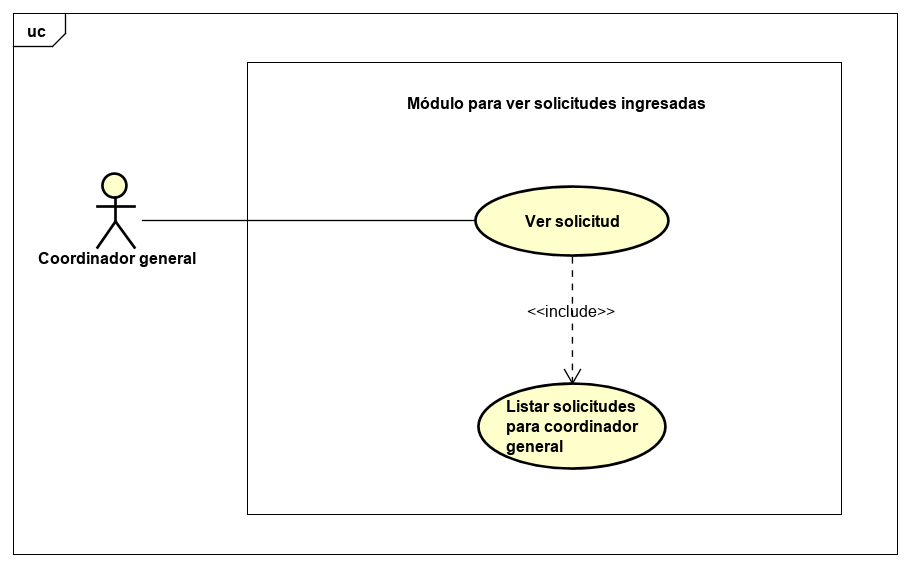 uc
Módulo para ver solicitudes ingresadas
Coordinador general
Ver solicitud
<<include>>
Listar solicitudes
para coordinador
general